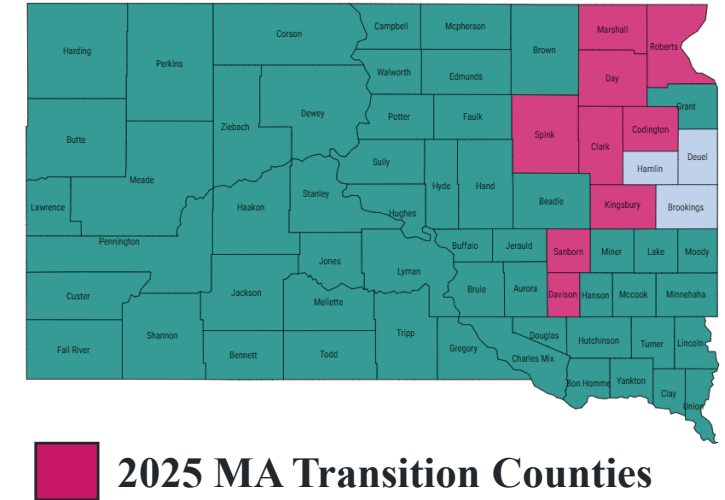 Harding
Perkins
Corson
Campbell
Mcpherson
Brown
Marshall
Roberts
Walworth
Edmunds
Day
Butte
Ziebach
Dewey
Potter
Faulk
Grant
Spink
Codington
Clark
Meade
Sully
Hyde
Hand
Hamlin
Deuel
Lawrence
Haakon
Stanley
Hughes
Beadle
Kingsbury
Brookings
Pennington
Buffalo
Jerauld
Sanborn
Miner
Lake
Moody
Jones
Lyman
Custer
Jackson
Mellette
Brule
Aurora
Davison
Hanson
Mccook
Minnehaha
Fall River
Shannon
Bennett
Todd
Tripp
Gregory
Douglas
Charles Mix
Hutchinson
Turner
Lincoln
Bon Homme
Yankton
Clay
Union
2025 MA Transition Counties